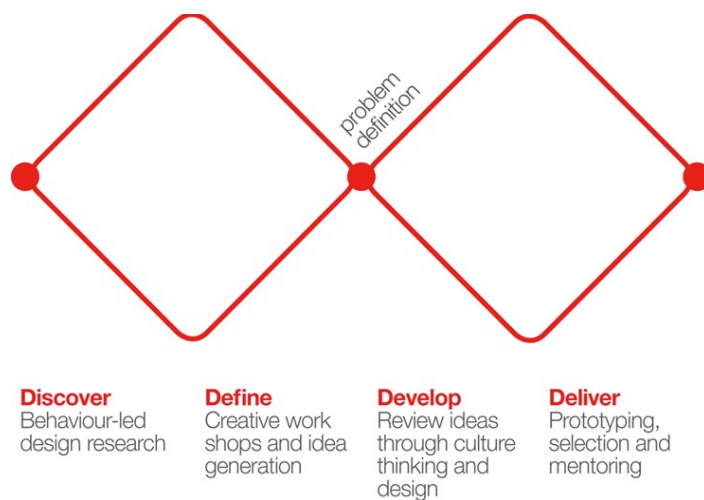 problem
definition
Discover
Behaviour-led
design research
Define
Creative work
shops and idea
generation
Develop
Review ideas
through culture
thinking and
design
Deliver
Prototyping,
selection and
mentoring